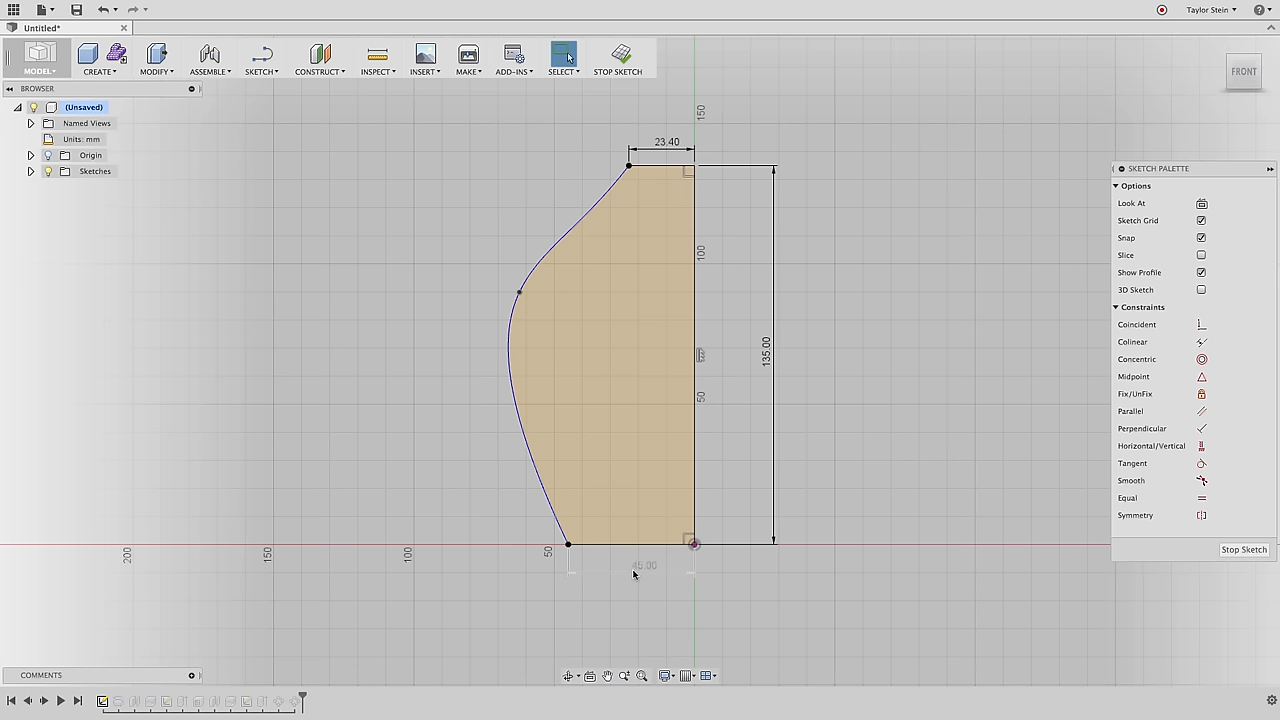 Taylor Stein
Untitled*
MODEL
CREATE
MODIFY
ASSEMBLE
SKETCH
CONSTRUCT
INSPECT
INSERT
MAKE
ADD-INS
SELECT
STOP SKETCH
BROWSER
(Unsaved)
Named Views
Units: mm
Origin
Sketches
FRONT
150
23.40
100
135.00
50
200
150
100
50
45.00
SKETCH PALETTE
Options
Look At
Sketch Grid
Snap
Slice
Show Profile
3D Sketch
Constraints
Coincident
Colinear
Concentric
Midpoint
Fix/UnFix
Parallel
Perpendicular
Horizontal/Vertical
Tangent
Smooth
Equal
Symmetry
Stop Sketch
COMMENTS